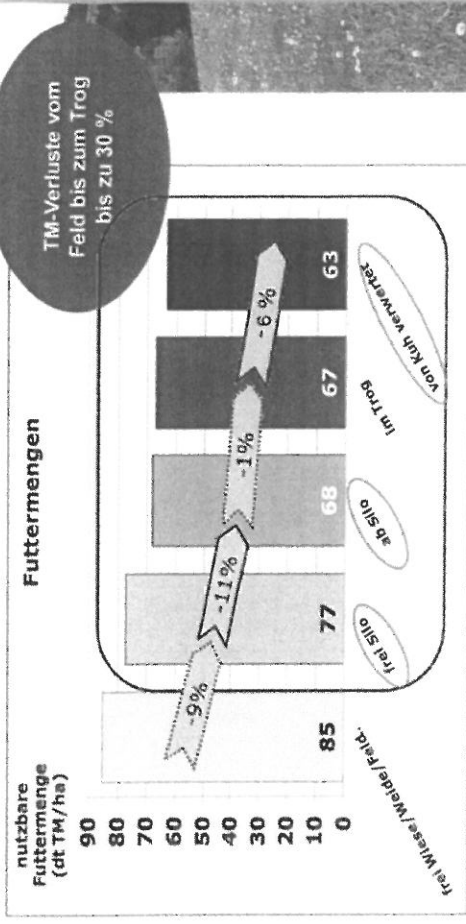 Futtermengen
TM-Verluste vom
Feld bis zum Trog
bis zu 30 %
nutzbare
Futtermenge
(dt TM/ha)
90
80
70
60
50
40
30
20
10
0
-9%
-11%
-1%
-6%
85
77
68
67
63
frei Wiese/Weide/Feld.
frei Silo
ab Silo
im Trog
von Kuh verwertet